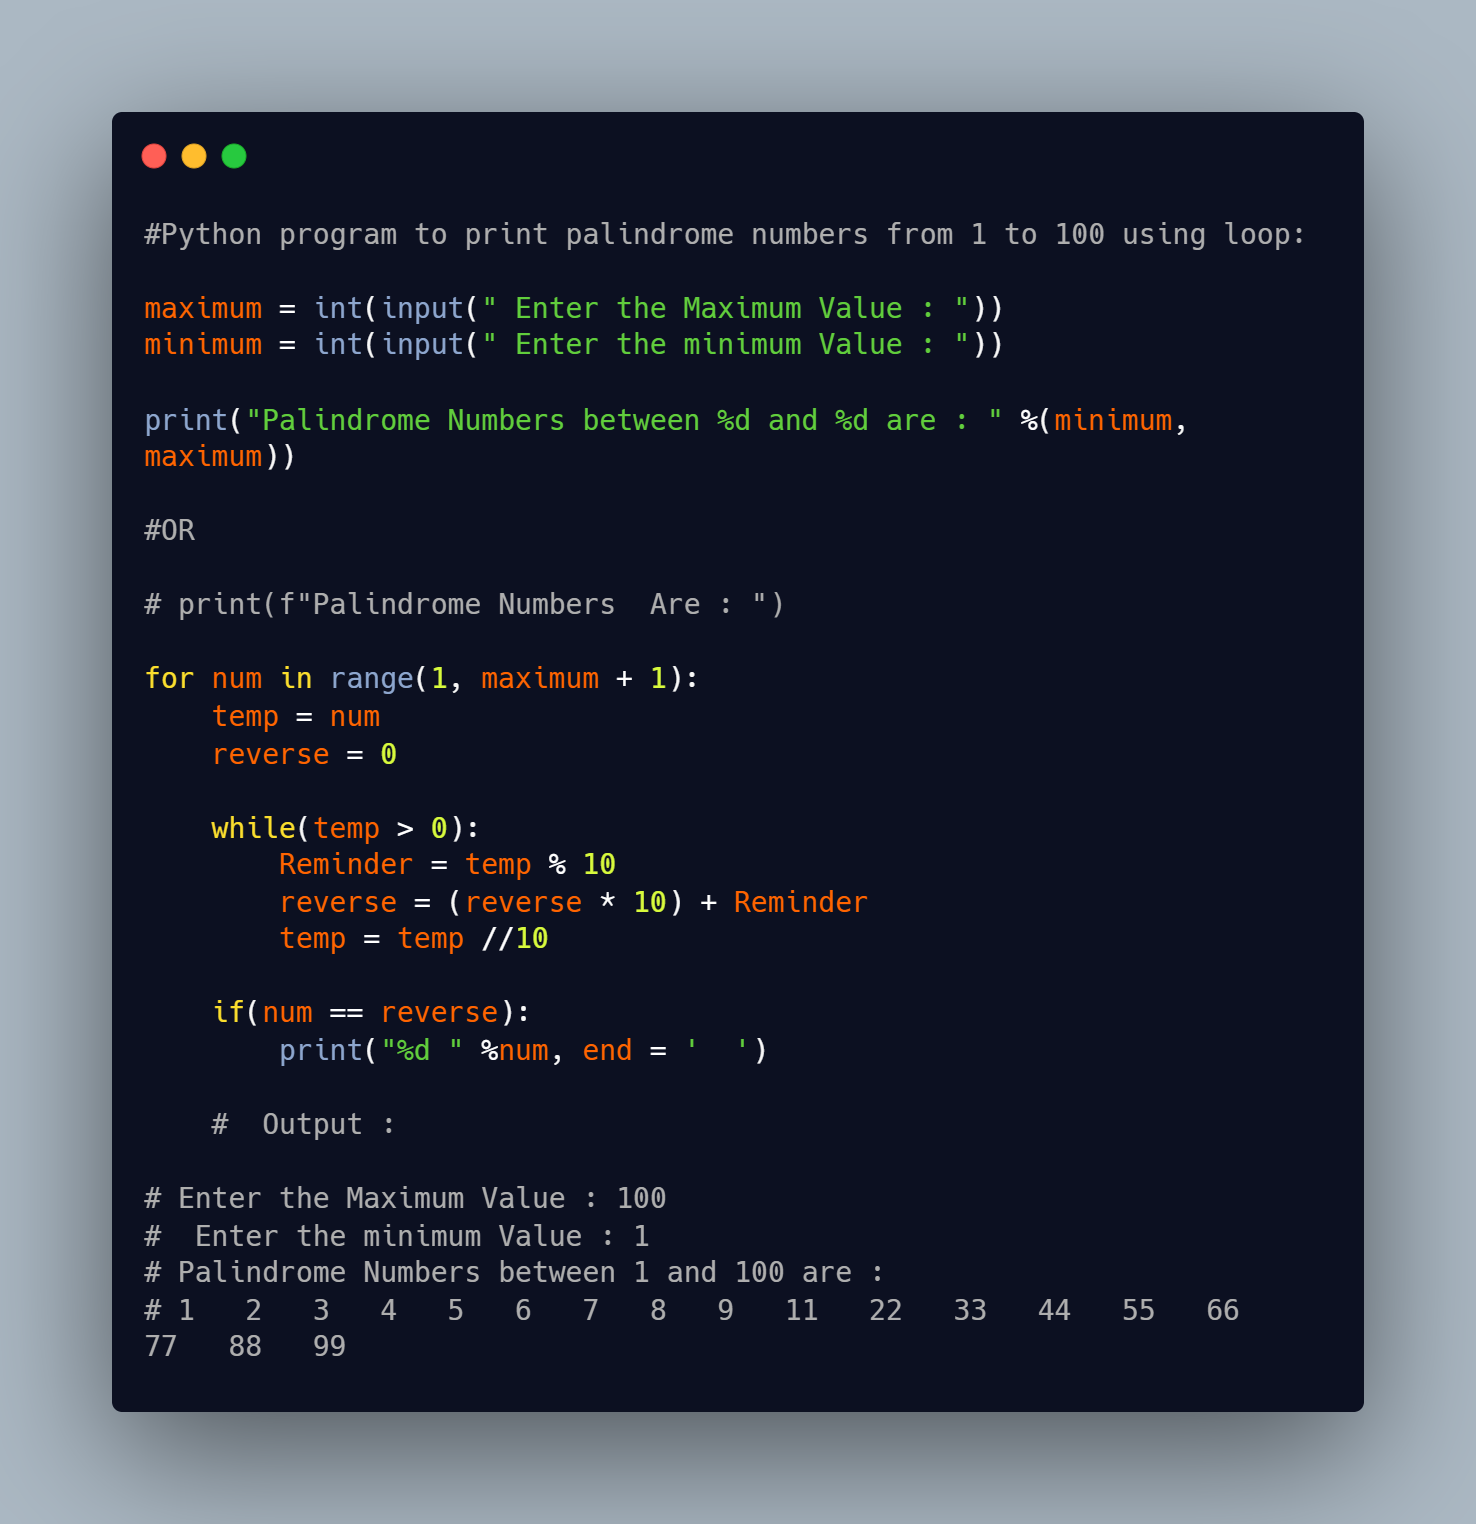 #Python program to print palindrome numbers from 1 to 100 using loop:

maximum = int(input(" Enter the Maximum Value : "))
minimum = int(input(" Enter the minimum Value : "))

print("Palindrome Numbers between %d and %d are : " %(minimum,
maximum))

#OR

# print(f"Palindrome Numbers  Are : ")

for num in range(1, maximum + 1):
    temp = num
    reverse = 0

    while(temp > 0):
        Reminder = temp % 10
        reverse = (reverse * 10) + Reminder
        temp = temp //10

    if(num == reverse):
        print("%d " %num, end = '  ')

    #  Output :

# Enter the Maximum Value : 100
#  Enter the minimum Value : 1
# Palindrome Numbers between 1 and 100 are :
# 1   2   3   4   5   6   7   8   9   11   22   33   44   55   66
77   88   99